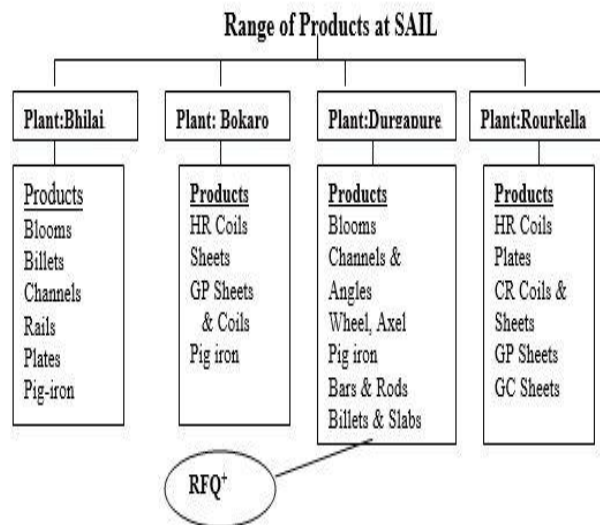 Range of Products at SAIL
Plant:Bhilai
Products
Blooms
Billets
Channels
Rails
Plates
Pig-iron
Plant: Bokaro
Products
HR Coils
Sheets
GP Sheets
& Coils
Pig iron
Plant:Durgapure
Products
Blooms
Channels &
Angles
Wheel, Axel
Pig iron
Bars & Rods
Billets & Slabs
Plant:Rourkella
Products
HR Coils
Plates
CR Coils &
Sheets
GP Sheets
GC Sheets
RFQ⁺